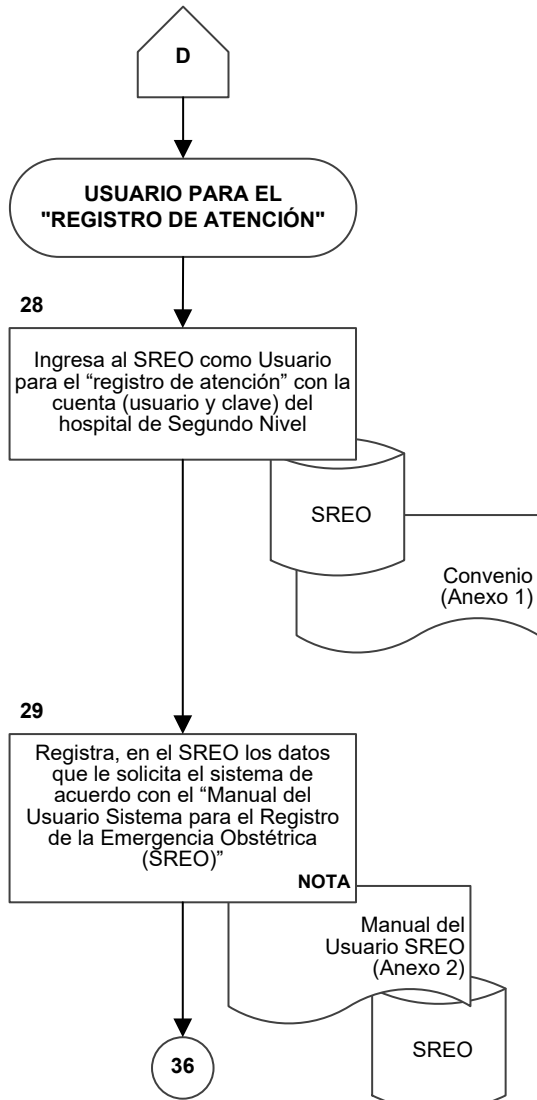 D
USUARIO PARA EL
"REGISTRO DE ATENCIÓN"
28
Ingresa al SREO como Usuario
para el “registro de atención” con la
cuenta (usuario y clave) del
hospital de Segundo Nivel
SREO
Convenio
(Anexo 1)
29
Registra, en el SREO los datos
que le solicita el sistema de
acuerdo con el “Manual del
Usuario Sistema para el Registro
de la Emergencia Obstétrica
(SREO)”
NOTA
Manual del
Usuario SREO
(Anexo 2)
SREO
36